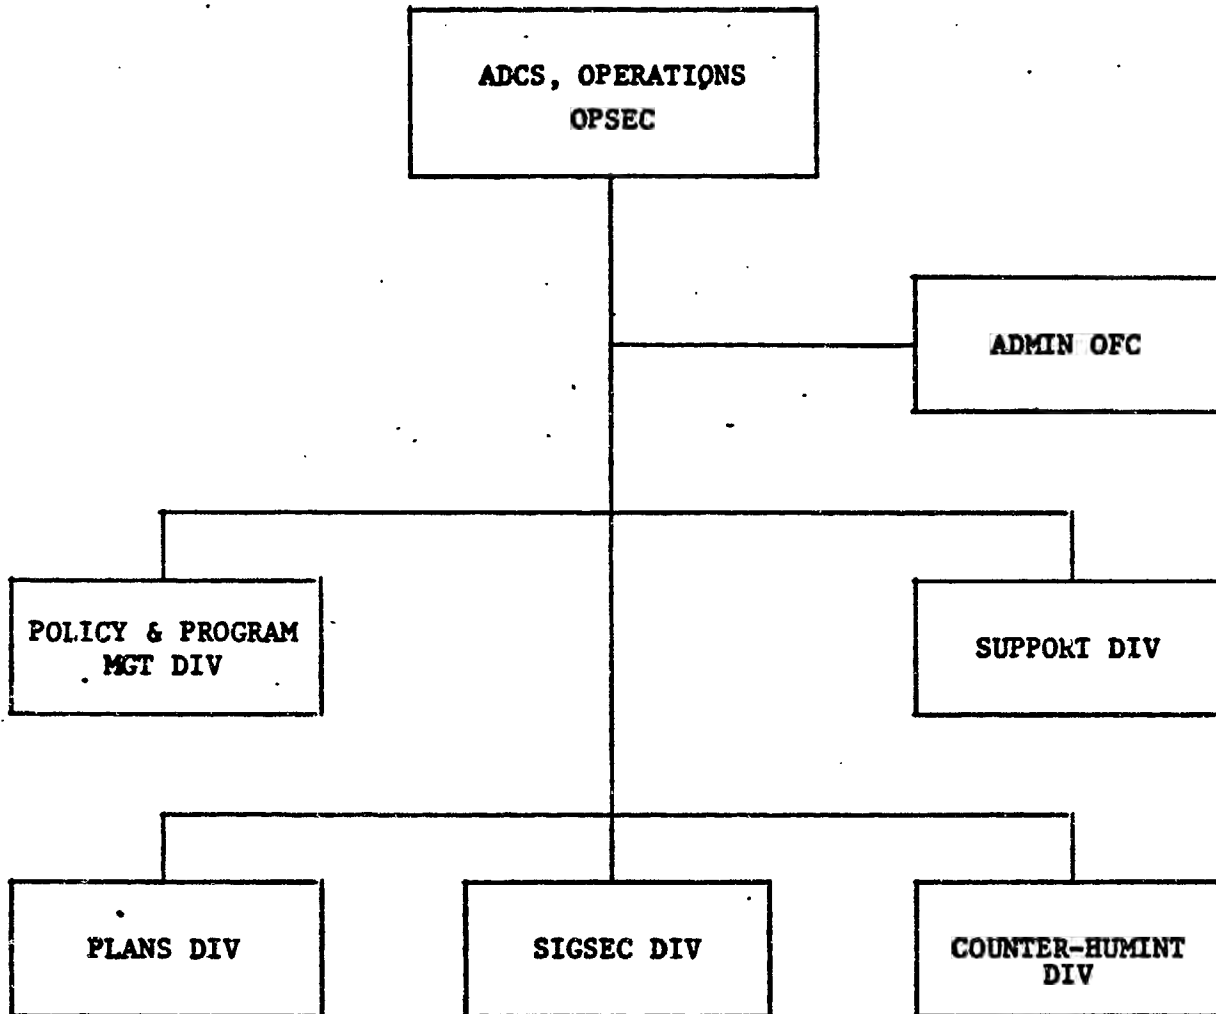 ADCS, OPERATIONS
OPSEC
ADMIN OFC
POLICY & PROGRAM
MGT DIV
SUPPORT DIV
PLANS DIV
SIGSEC DIV
COUNTER-HUMINT
DIV